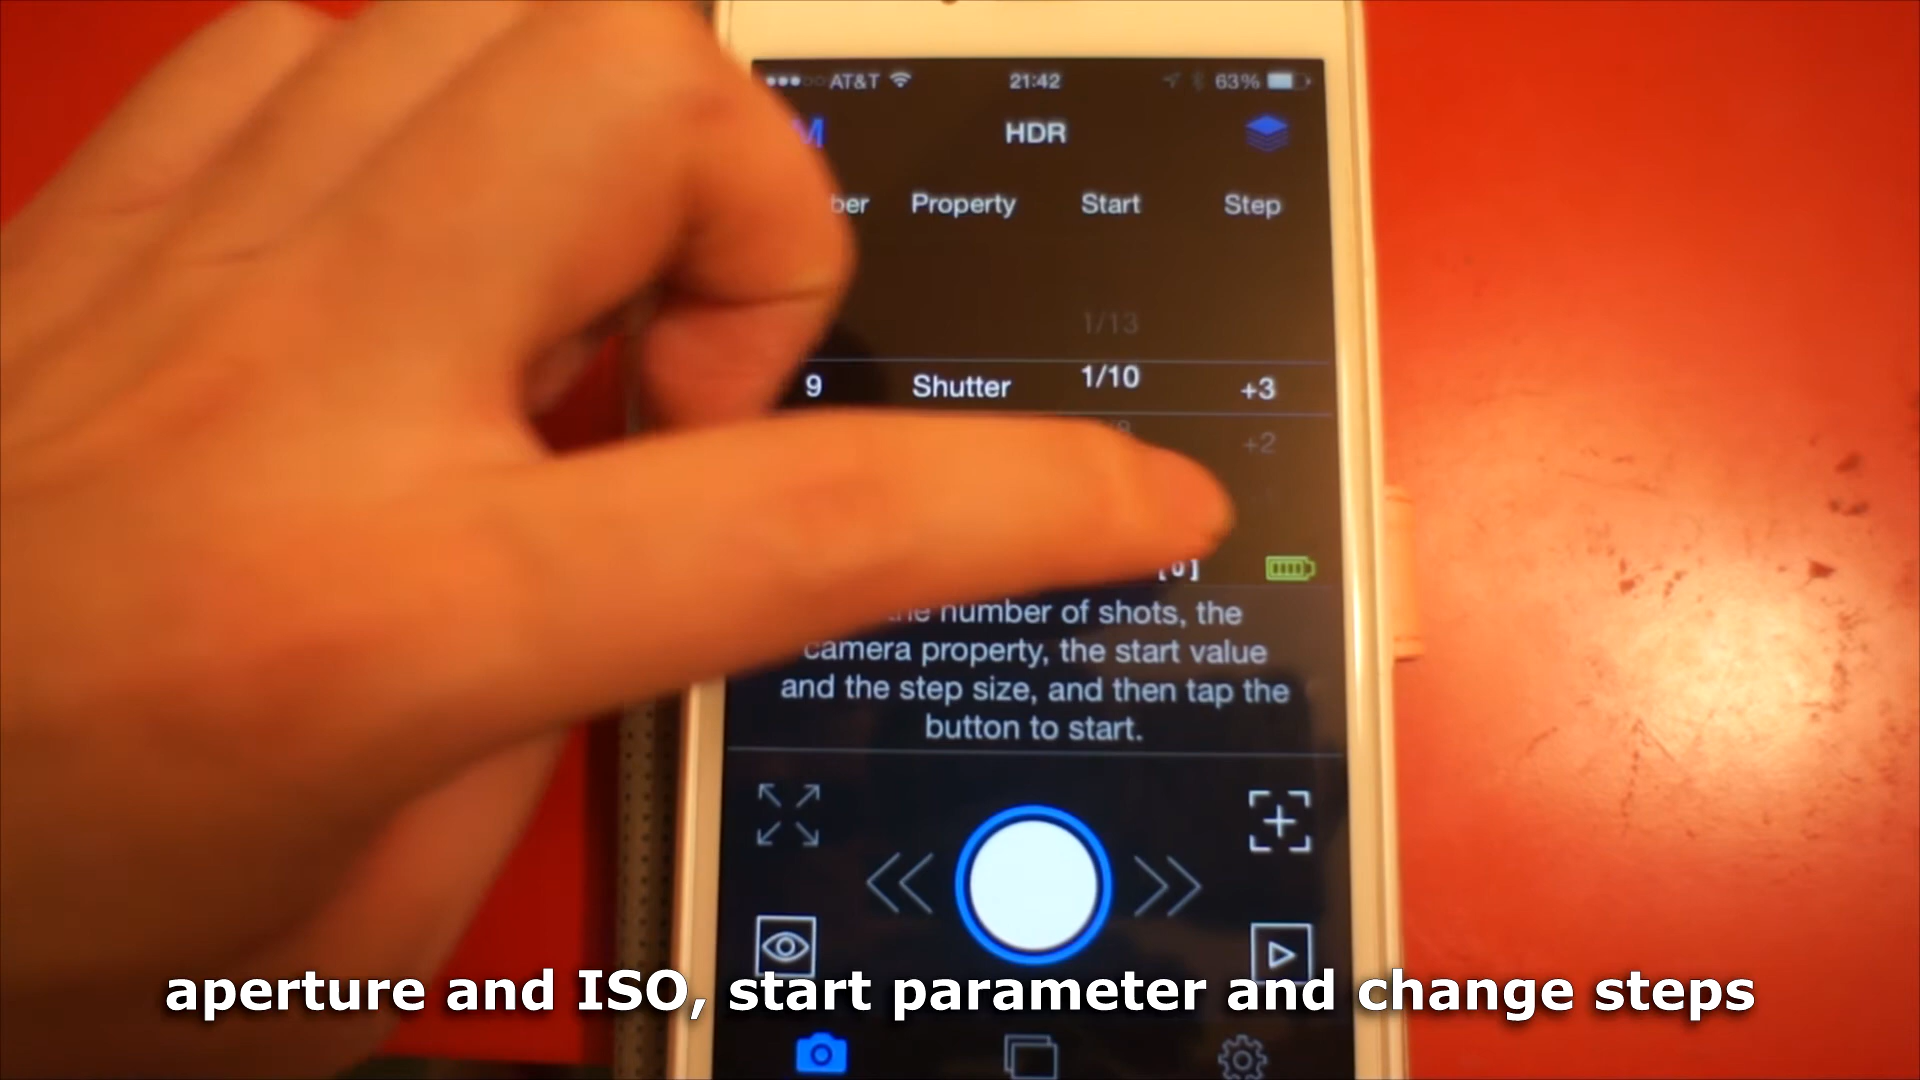 AT&T 21:42 63%
M HDR
ber Property Start Step
1/13
9 Shutter 1/10 +3
+2
[0]
number of shots, the
camera property, the start value
and the step size, and then tap the
button to start.
aperture and ISO, start parameter and change steps